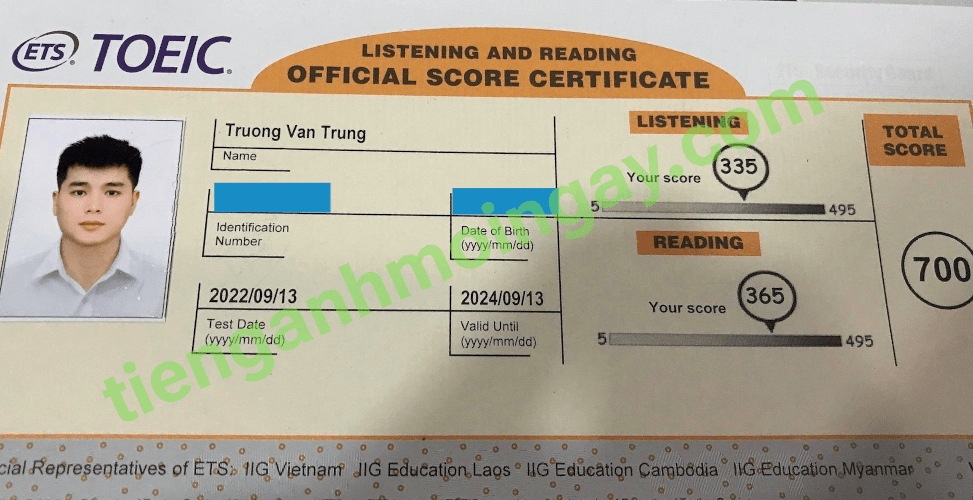 ETS TOEIC
LISTENING AND READING
OFFICIAL SCORE CERTIFICATE
Truong Van Trung
Name
Identification
Number
Date of Birth
(yyyy/mm/dd)
2022/09/13
Test Date
(yyyy/mm/dd)
2024/09/13
Valid Until
(yyyy/mm/dd)
LISTENING
Your score
335
5
495
READING
Your score
365
5
495
TOTAL
SCORE
700
tienganhmoingay.com
cial Representatives of ETS: IIG Vietnam IIG Education Laos IIG Education Cambodia IIG Education Myanmar